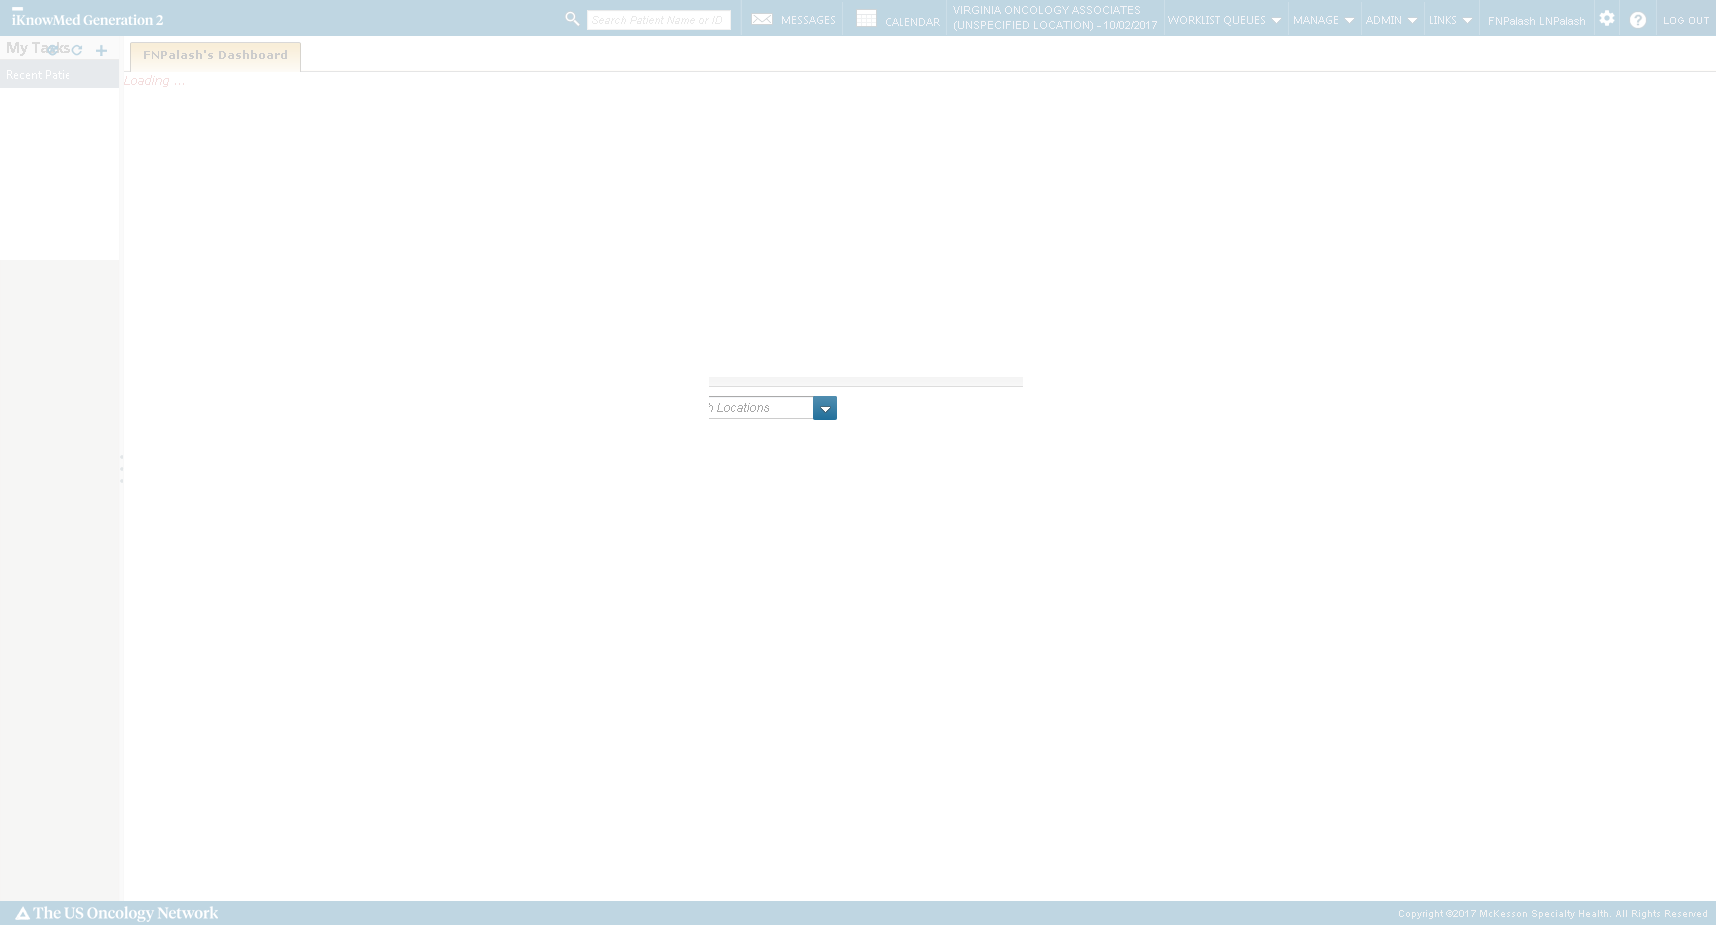 iKnowMed Generation 2
Search Patient Name or ID
MESSAGES
CALENDAR
VIRGINIA ONCOLOGY ASSOCIATES
(UNSPECIFIED LOCATION) - 10/02/2017
WORKLIST QUEUES
MANAGE
ADMIN
LINKS
FNPalash LNPalash
LOG OUT
My Tasks
FNPalash's Dashboard
Recent Patie
Loading ...
h Locations
The US Oncology Network
Copyright ©2017 McKesson Specialty Health. All Rights Reserved